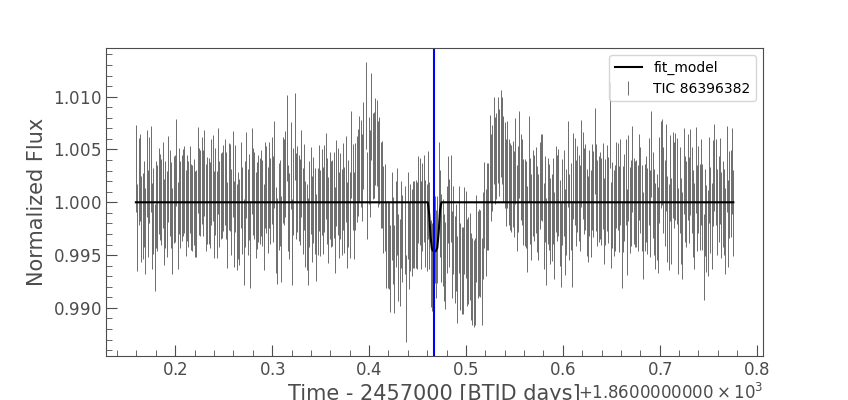 fit_model
TIC 86396382
Normalized Flux
1.010
1.005
1.000
0.995
0.990
0.2 0.3 0.4 0.5 0.6 0.7 0.8
Time - 2457000 [BTJD days]
+1.8600000000 × 10³